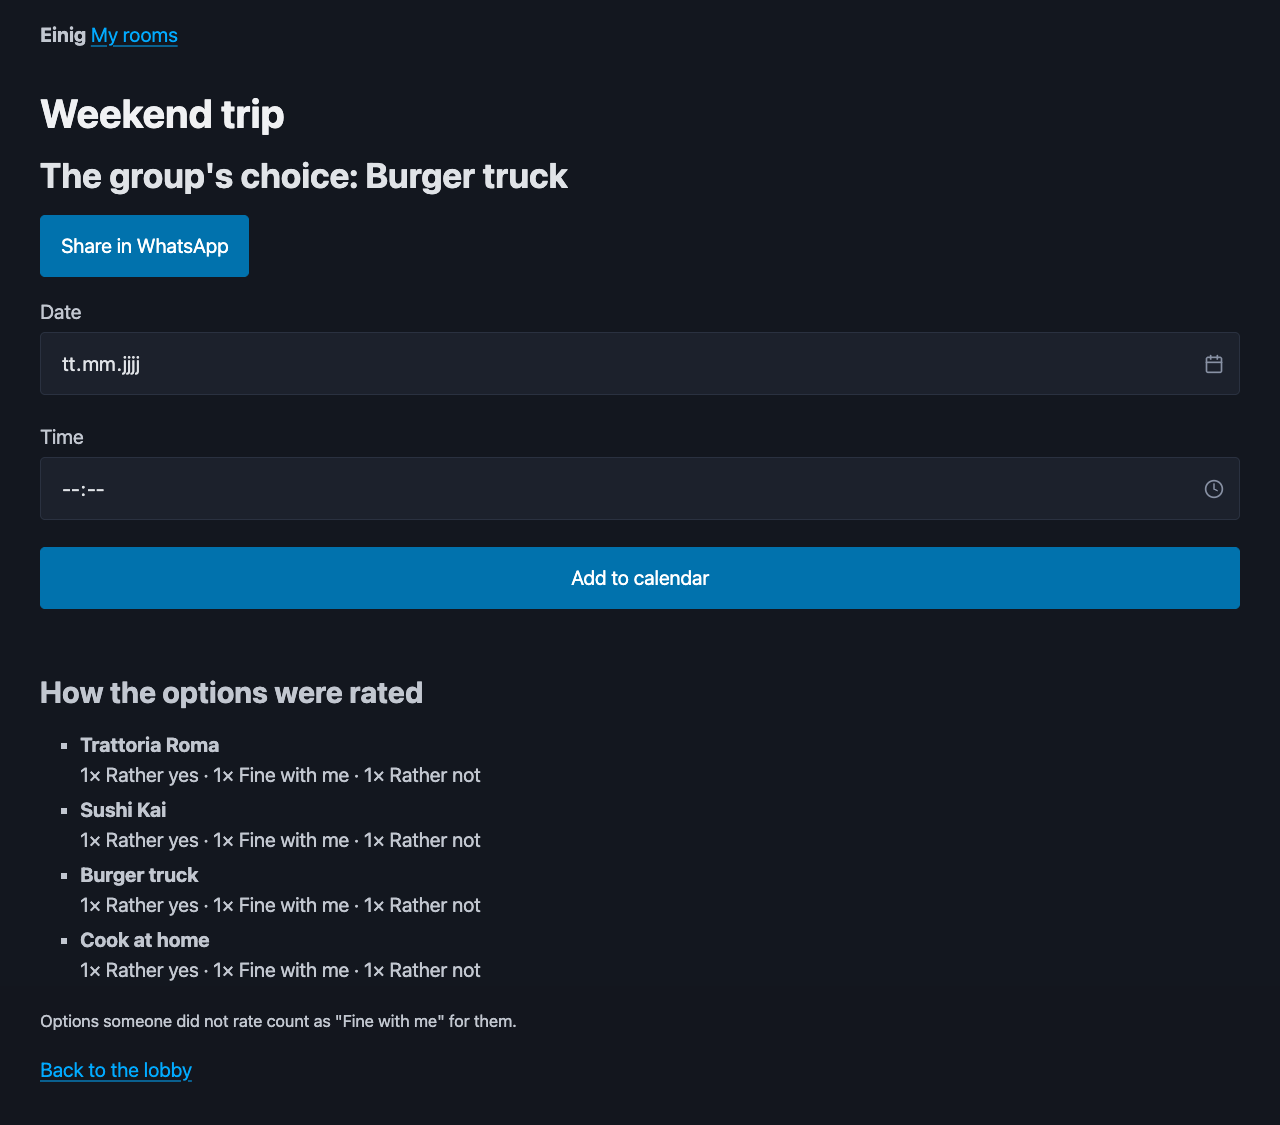 Einig My rooms
Weekend trip
The group's choice: Burger truck
Share in WhatsApp
Date
tt.mm.jjjj
Time
--:--
Add to calendar
How the options were rated
▪ Trattoria Roma
1× Rather yes · 1× Fine with me · 1× Rather not
▪ Sushi Kai
1× Rather yes · 1× Fine with me · 1× Rather not
▪ Burger truck
1× Rather yes · 1× Fine with me · 1× Rather not
▪ Cook at home
1× Rather yes · 1× Fine with me · 1× Rather not
Options someone did not rate count as "Fine with me" for them.
Back to the lobby